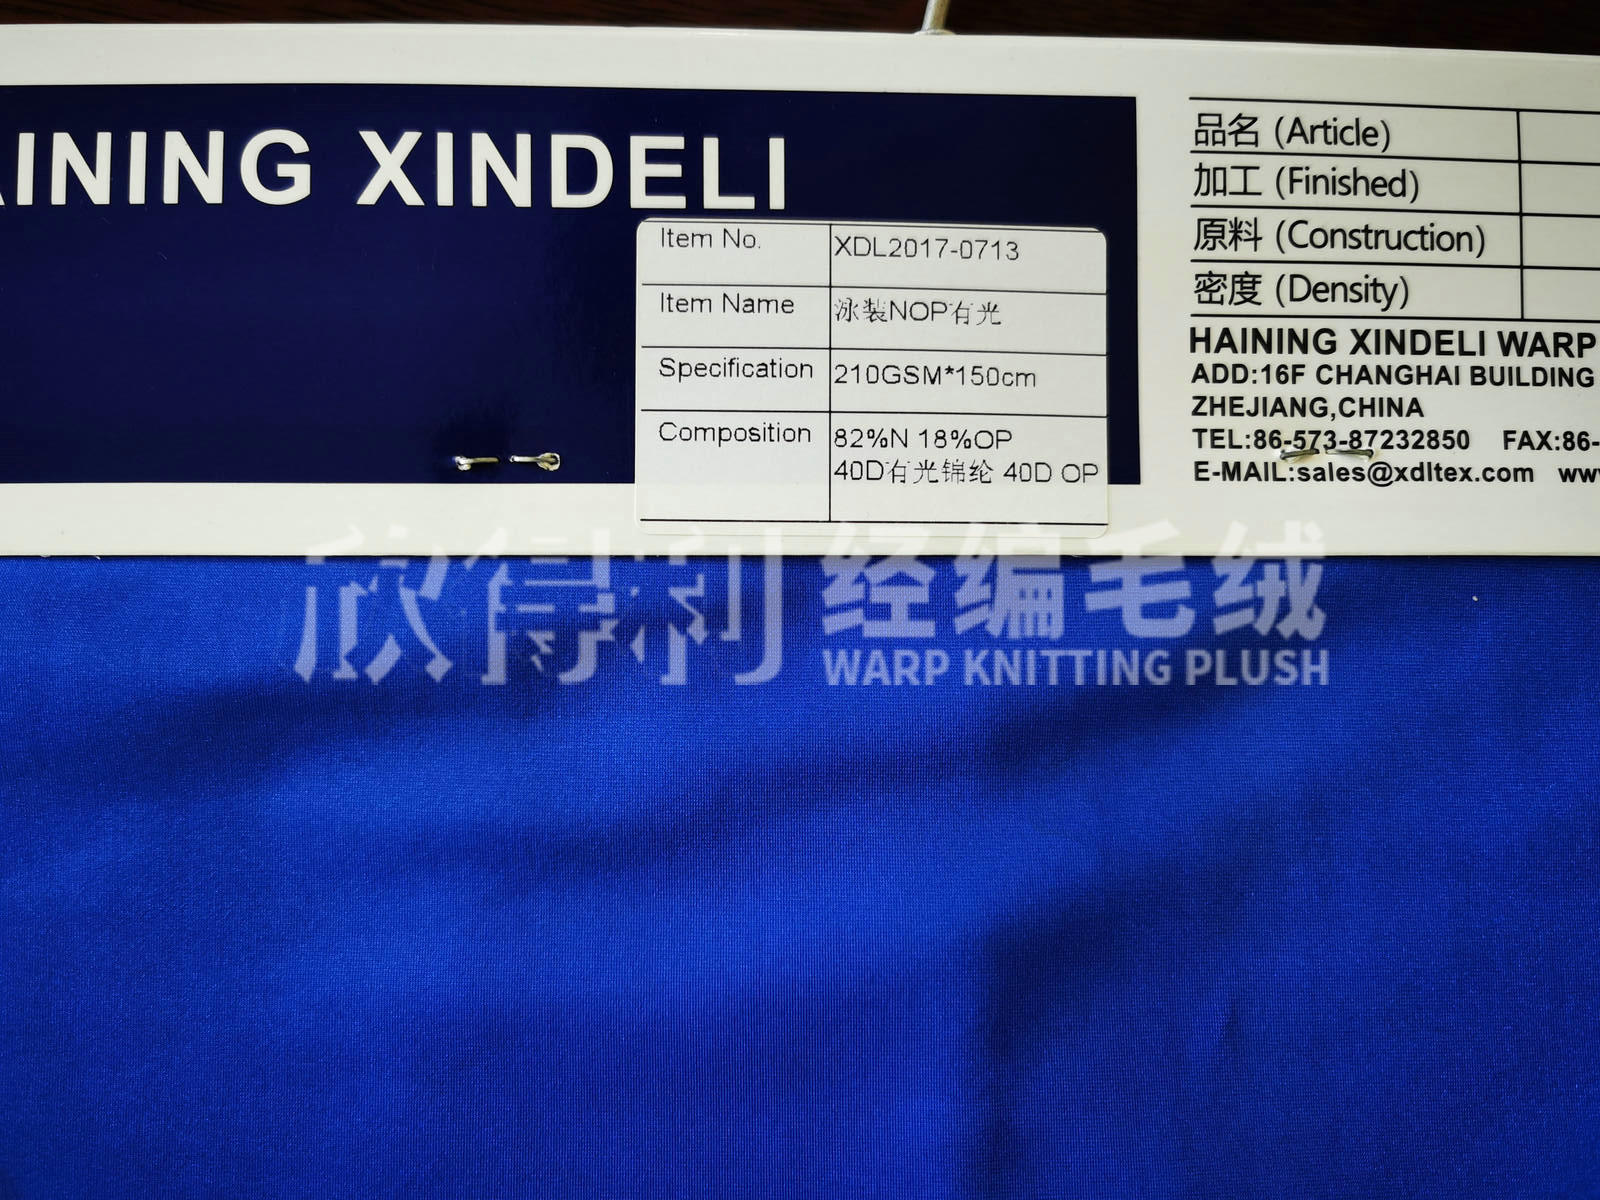 AINING XINDELI
Item No. XDL2017-0713
Item Name 泳装NOP有光
Specification 210GSM*150cm
Composition 82%N 18%OP
40D有光锦纶 40D OP
品名 (Article)
加工 (Finished)
原料 (Construction)
密度 (Density)
HAINING XINDELI WARP
ADD:16F CHANGHAI BUILDING
ZHEJIANG,CHINA
TEL:86-573-87232850 FAX:86-
E-MAIL:sales@xdltex.com www
欣得利 经编毛绒
WARP KNITTING PLUSH